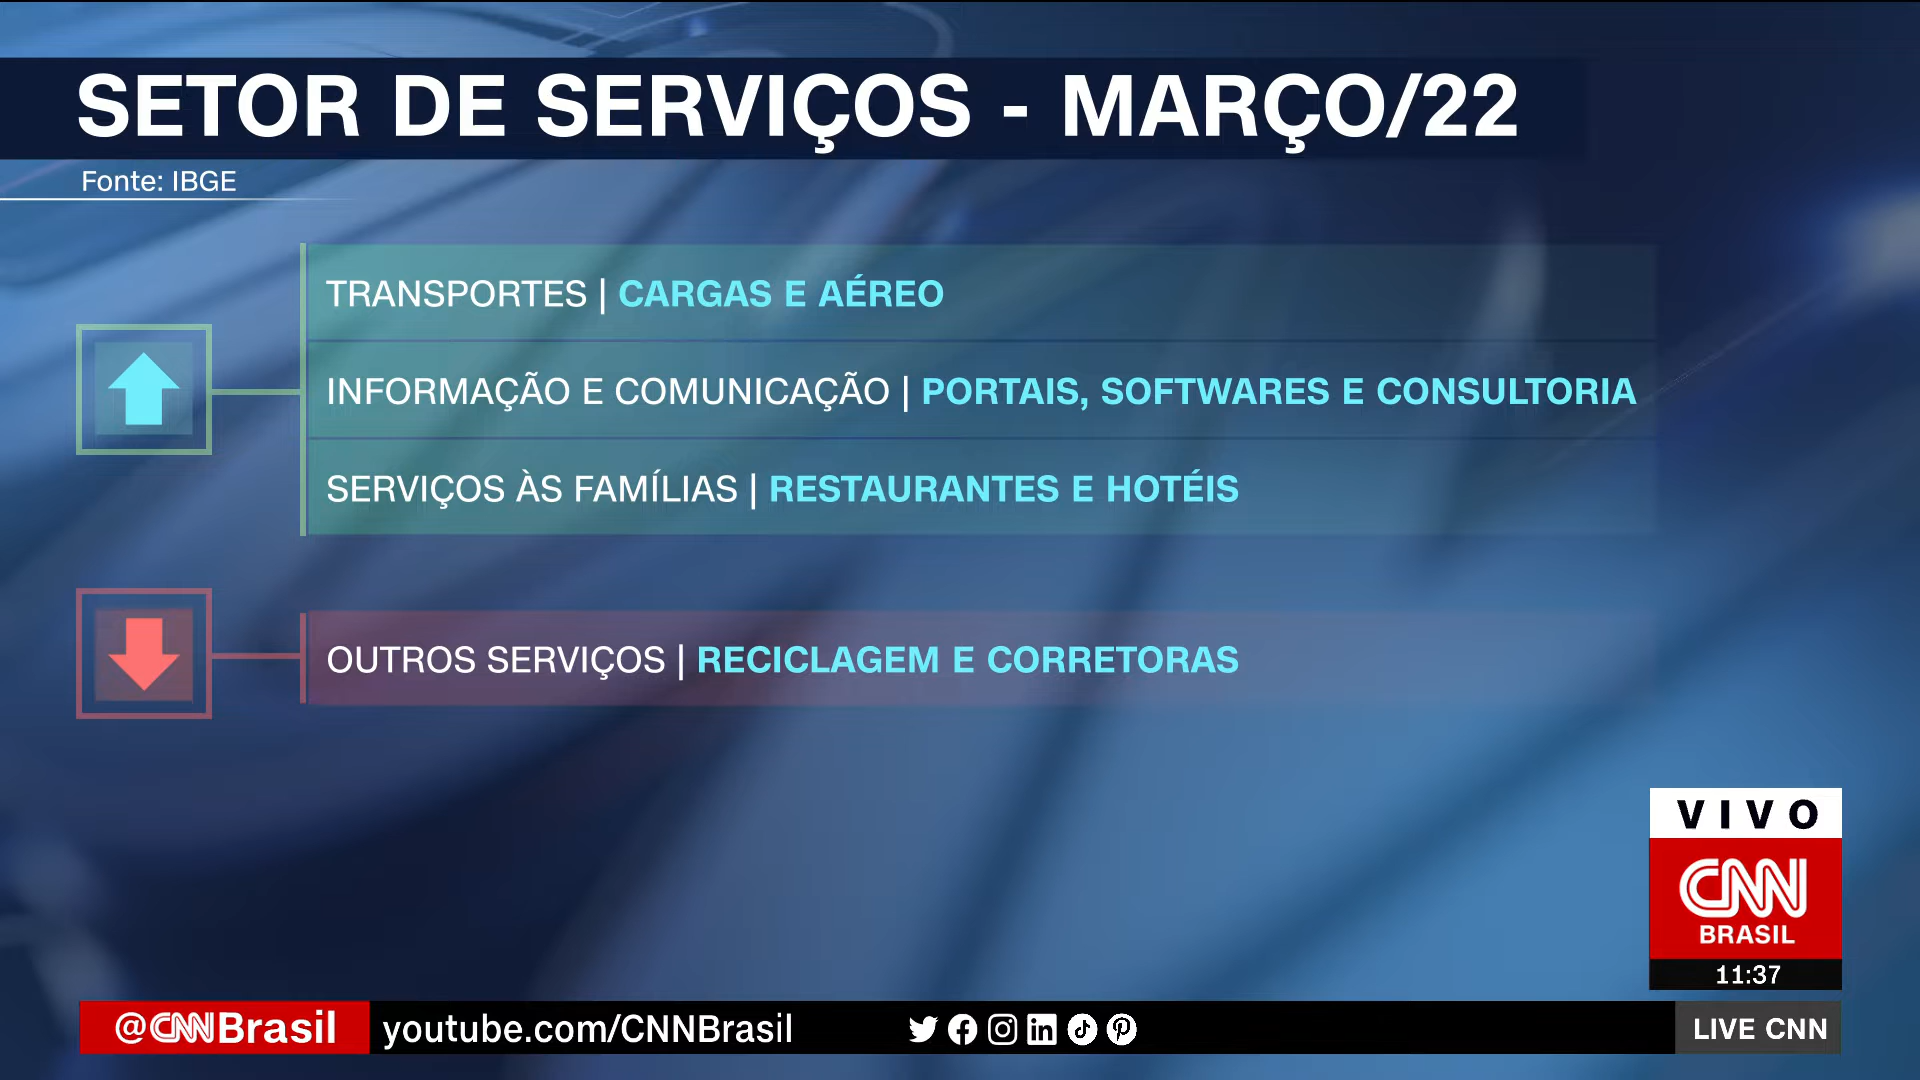 SETOR DE SERVIÇOS - MARÇO/22
Fonte: IBGE
TRANSPORTES | CARGAS E AÉREO
INFORMAÇÃO E COMUNICAÇÃO | PORTAIS, SOFTWARES E CONSULTORIA
SERVIÇOS ÀS FAMÍLIAS | RESTAURANTES E HOTÉIS
OUTROS SERVIÇOS | RECICLAGEM E CORRETORAS
VIVO
CNN
BRASIL
11:37
@CNNBrasil youtube.com/CNNBrasil LIVE CNN